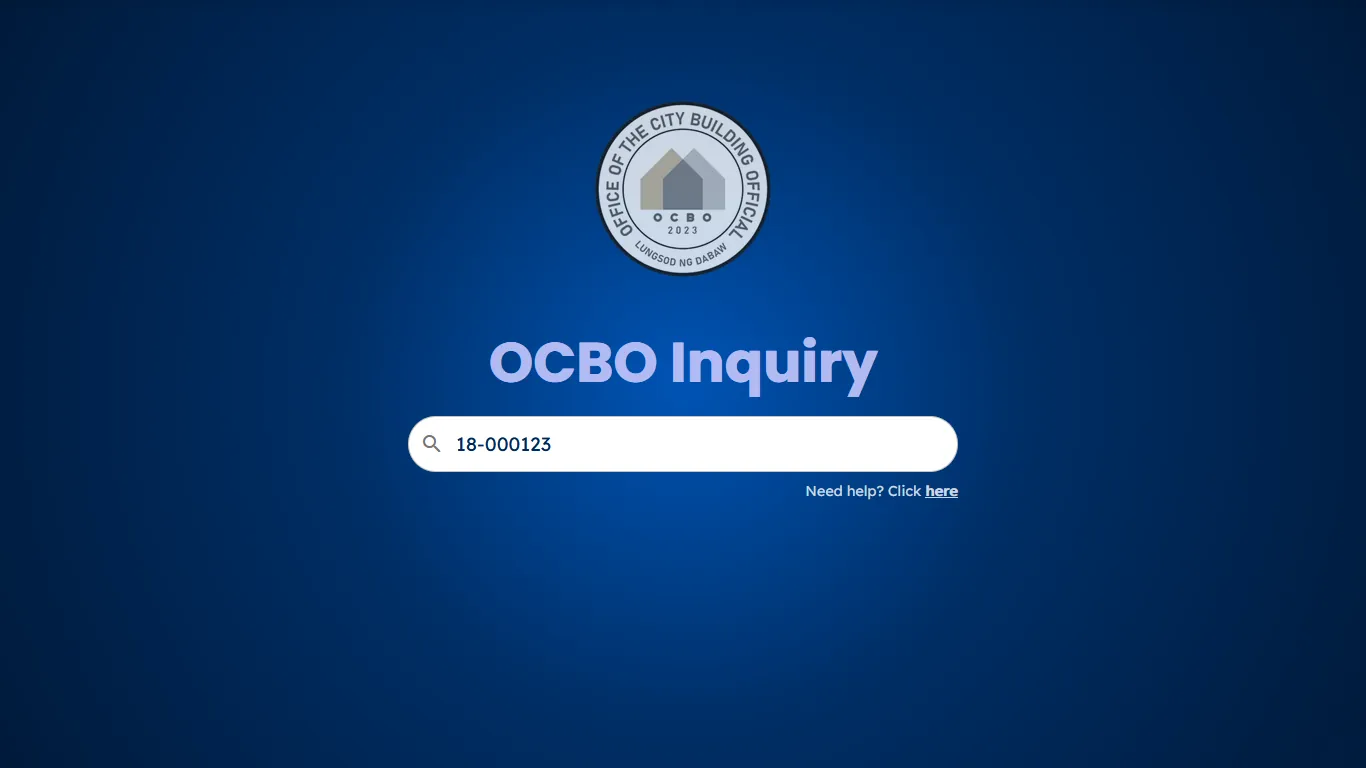 OFFICE OF THE CITY BUILDING OFFICIAL
OCBO
2023
LUNGSOD NG DABAW
OCBO Inquiry
18-000123
Need help? Click here